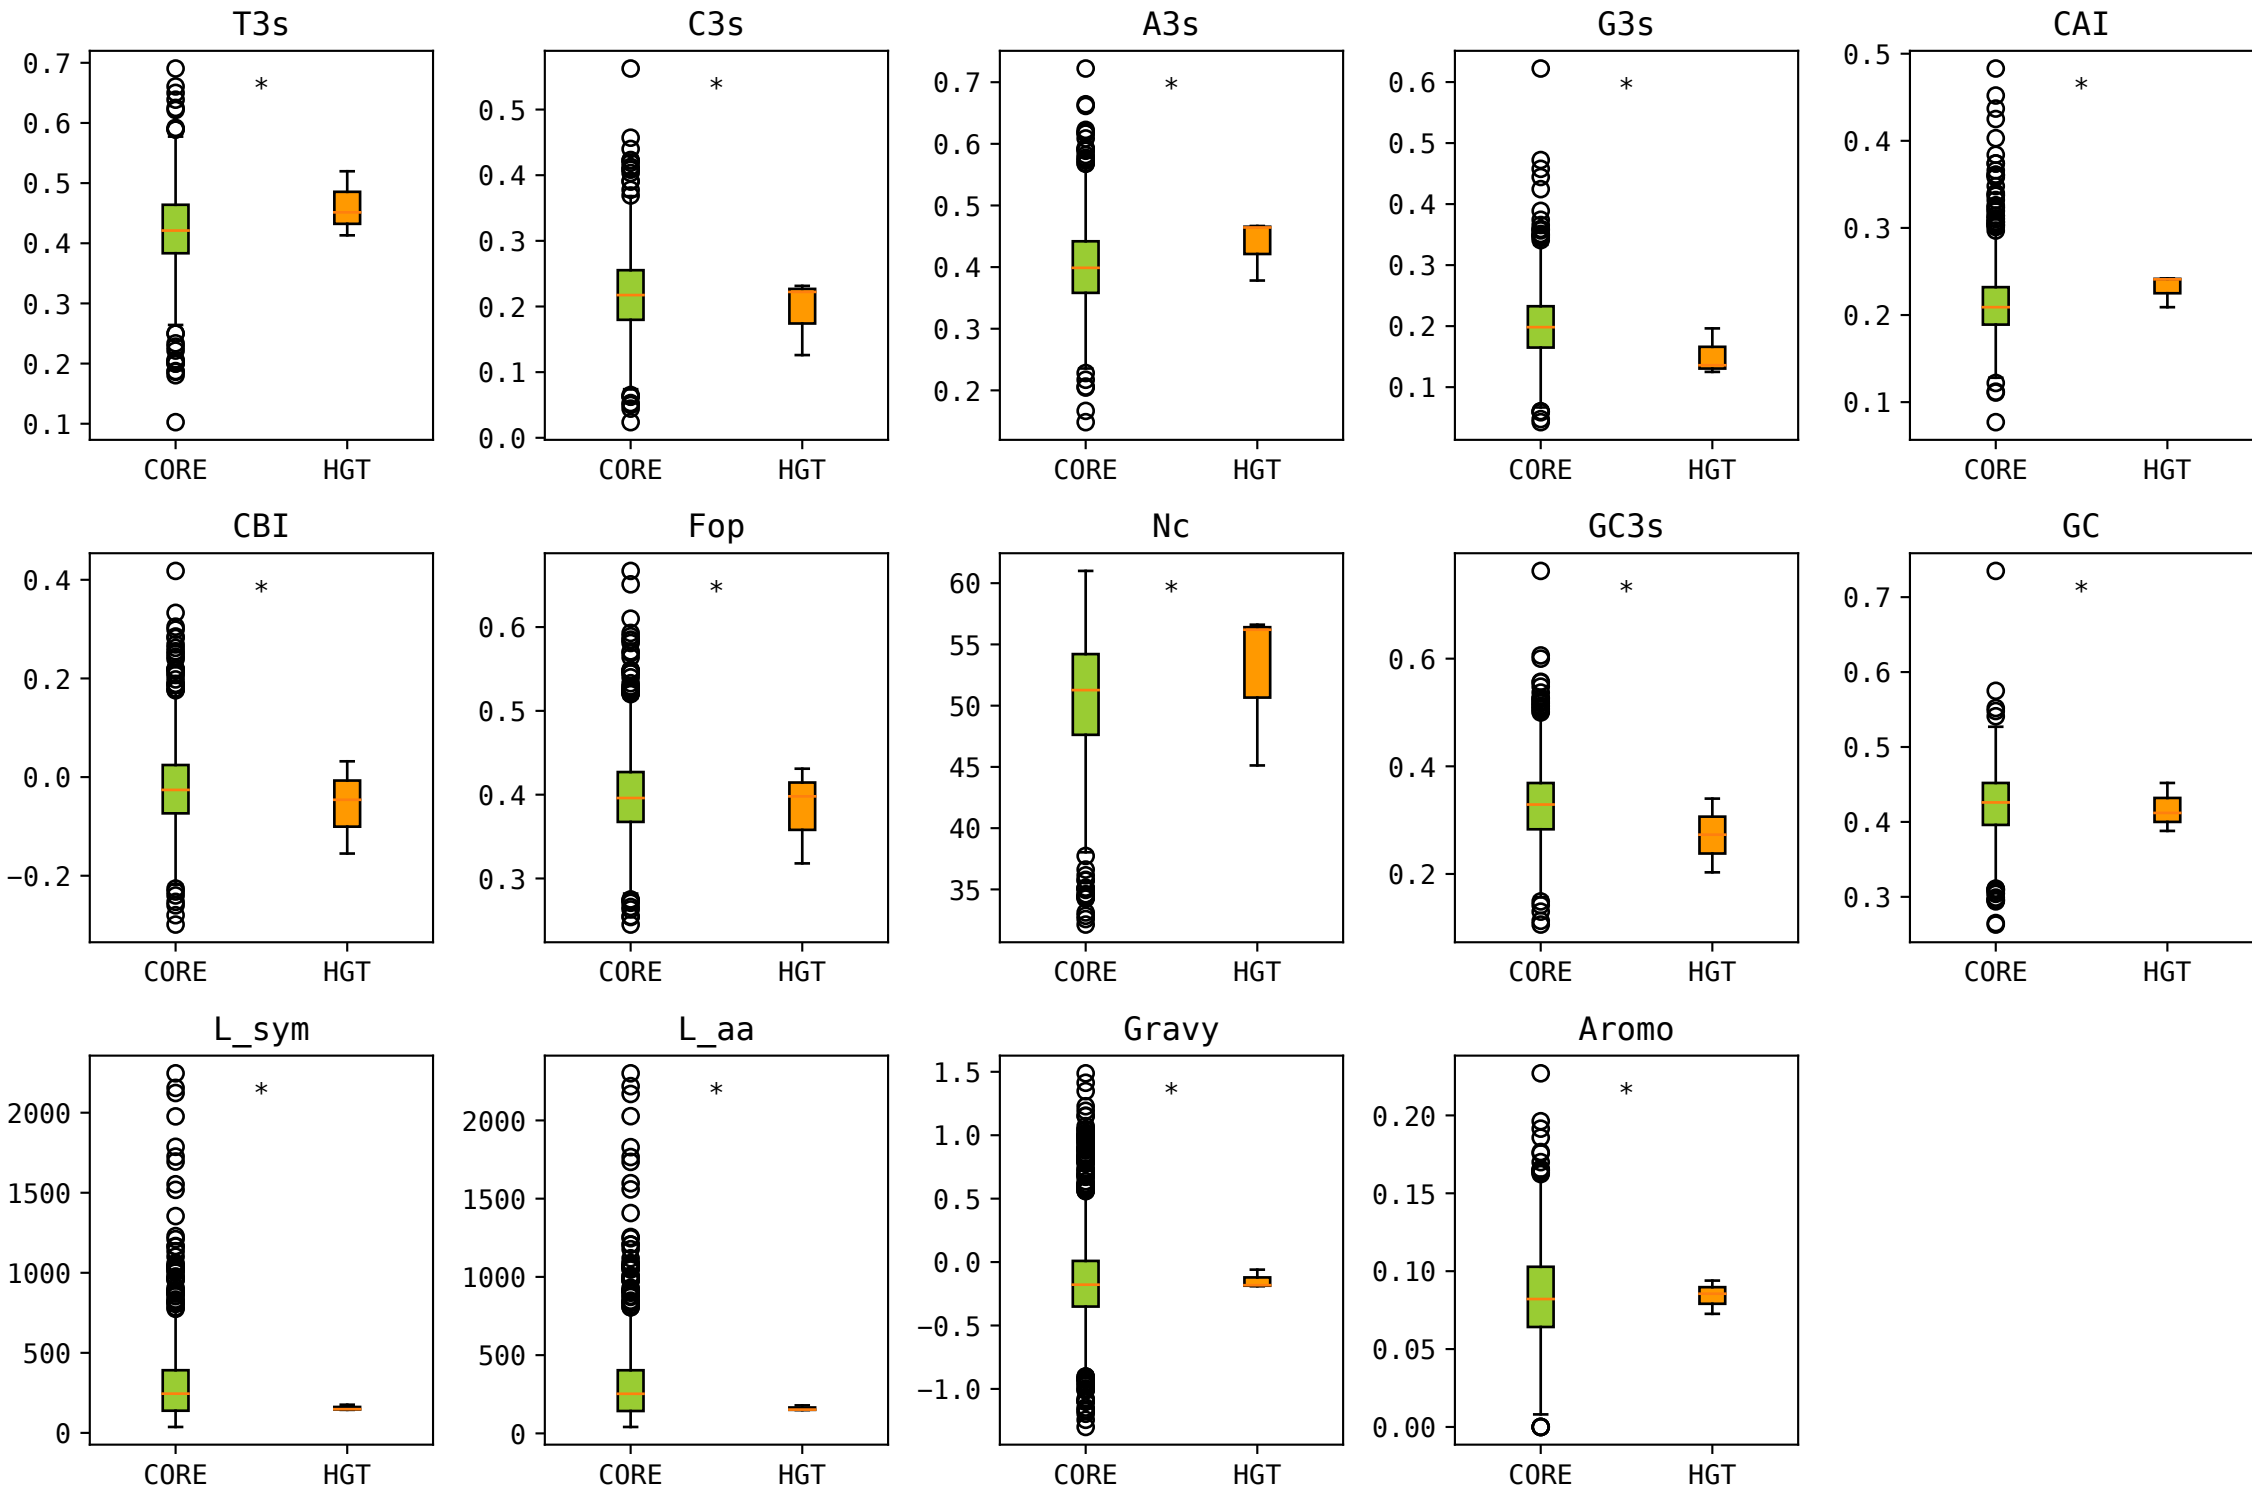 T3s C3s A3s G3s CAI
* * * * *
0.7 0.6 0.5 0.4 0.3 0.2 0.1
0.5 0.4 0.3 0.2 0.1 0.0
0.7 0.6 0.5 0.4 0.3 0.2
0.6 0.5 0.4 0.3 0.2 0.1
0.5 0.4 0.3 0.2 0.1
CORE HGT CORE HGT CORE HGT CORE HGT CORE HGT
CBI Fop Nc GC3s GC
* * * * *
0.4 0.2 0.0 −0.2
0.6 0.5 0.4 0.3
60 55 50 45 40 35
0.6 0.4 0.2
0.7 0.6 0.5 0.4 0.3
CORE HGT CORE HGT CORE HGT CORE HGT CORE HGT
L_sym L_aa Gravy Aromo
* * * *
2000 1500 1000 500 0
2000 1500 1000 500 0
1.5 1.0 0.5 0.0 −0.5 −1.0
0.20 0.15 0.10 0.05 0.00
CORE HGT CORE HGT CORE HGT CORE HGT